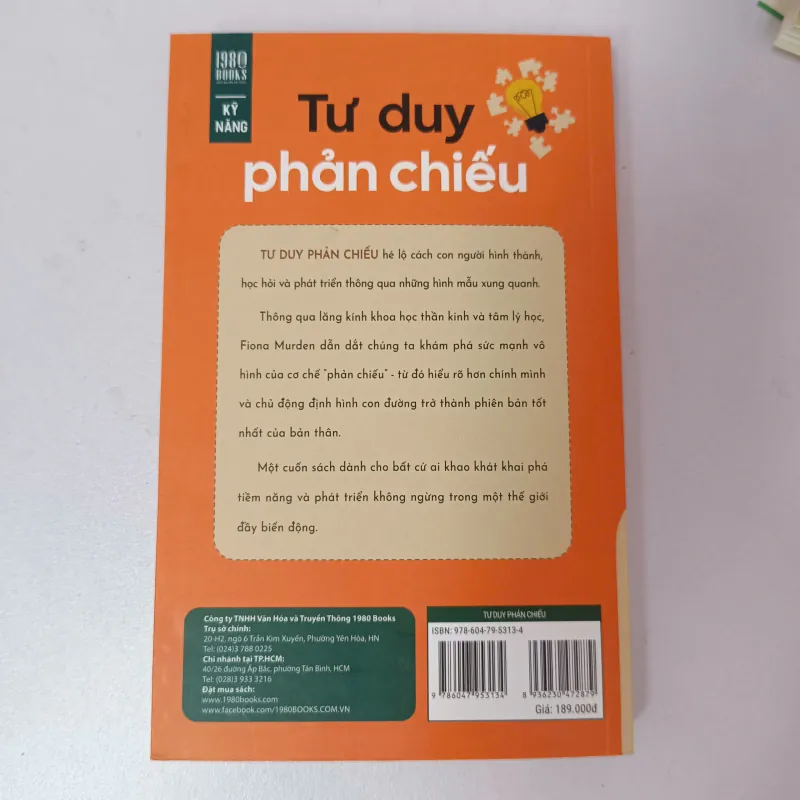 1980
BOOKS
KỸ
NĂNG
Tư duy
phản chiếu
TƯ DUY PHẢN CHIẾU hé lộ cách con người hình thành,
học hỏi và phát triển thông qua những hình mẫu xung quanh.
Thông qua lăng kính khoa học thần kinh và tâm lý học,
Fiona Murden dẫn dắt chúng ta khám phá sức mạnh vô
hình của cơ chế "phản chiếu" - từ đó hiểu rõ hơn chính mình
và chủ động định hình con đường trở thành phiên bản tốt
nhất của bản thân.
Một cuốn sách dành cho bất cứ ai khao khát khai phá
tiềm năng và phát triển không ngừng trong một thế giới
đầy biến động.
Công ty TNHH Văn Hóa và Truyền Thông 1980 Books
Trụ sở chính:
20-H2, ngõ 6 Trần Kim Xuyến, Phường Yên Hòa, HN
Tel: (024)3 788 0225
Chi nhánh tại TP.HCM:
40/26 đường Ấp Bắc, phường Tân Bình, HCM
Tel: (028)3 933 3216
Đặt mua sách:
www.1980books.com
www.facebook.com/1980BOOKS.COM.VN
TƯ DUY PHẢN CHIẾU
ISBN: 978-604-79-5313-4
9 786047 953134
8 936230 472879
Giá: 189.000đ